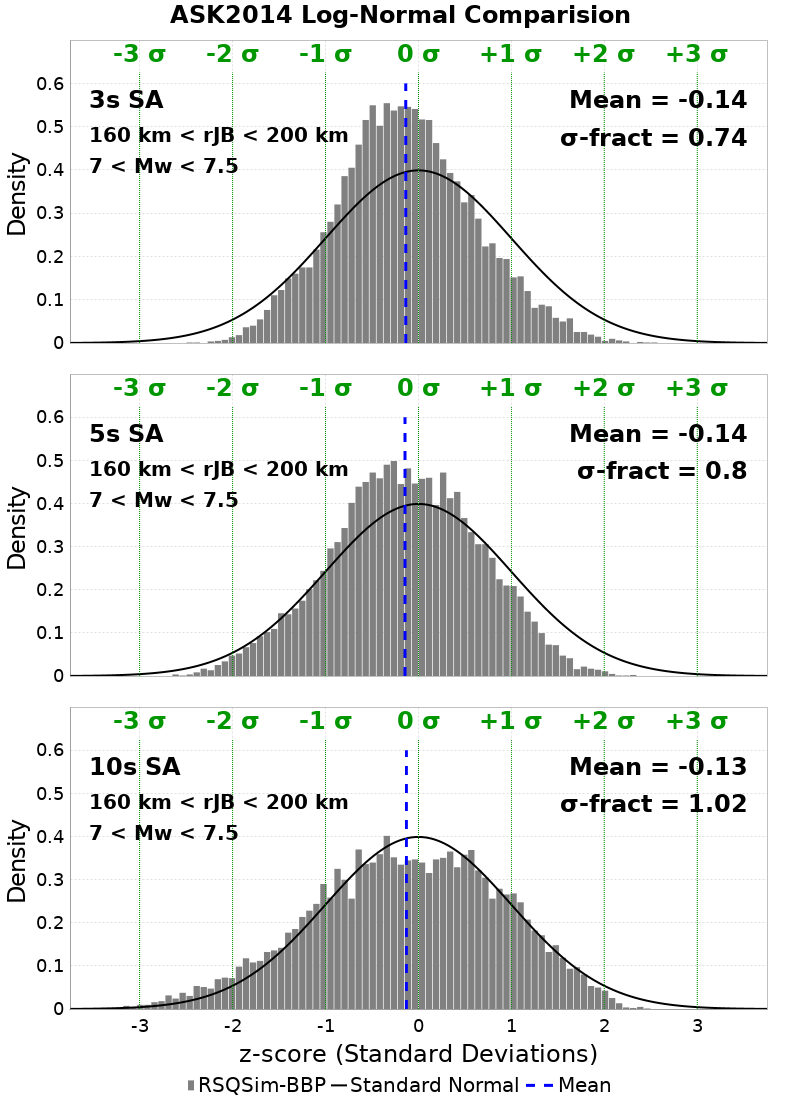 ASK2014 Log-Normal Comparision
-3 σ -2 σ -1 σ 0 σ +1 σ +2 σ +3 σ
3s SA
Mean = -0.14
160 km < rJB < 200 km
σ-fract = 0.74
7 < Mw < 7.5
0.6
0.5
0.4
0.3
0.2
0.1
0
Density
-3 σ -2 σ -1 σ 0 σ +1 σ +2 σ +3 σ
5s SA
Mean = -0.14
160 km < rJB < 200 km
σ-fract = 0.8
7 < Mw < 7.5
0.6
0.5
0.4
0.3
0.2
0.1
0
Density
-3 σ -2 σ -1 σ 0 σ +1 σ +2 σ +3 σ
10s SA
Mean = -0.13
160 km < rJB < 200 km
σ-fract = 1.02
7 < Mw < 7.5
0.6
0.5
0.4
0.3
0.2
0.1
0
Density
-3 -2 -1 0 1 2 3
z-score (Standard Deviations)
RSQSim-BBP Standard Normal Mean